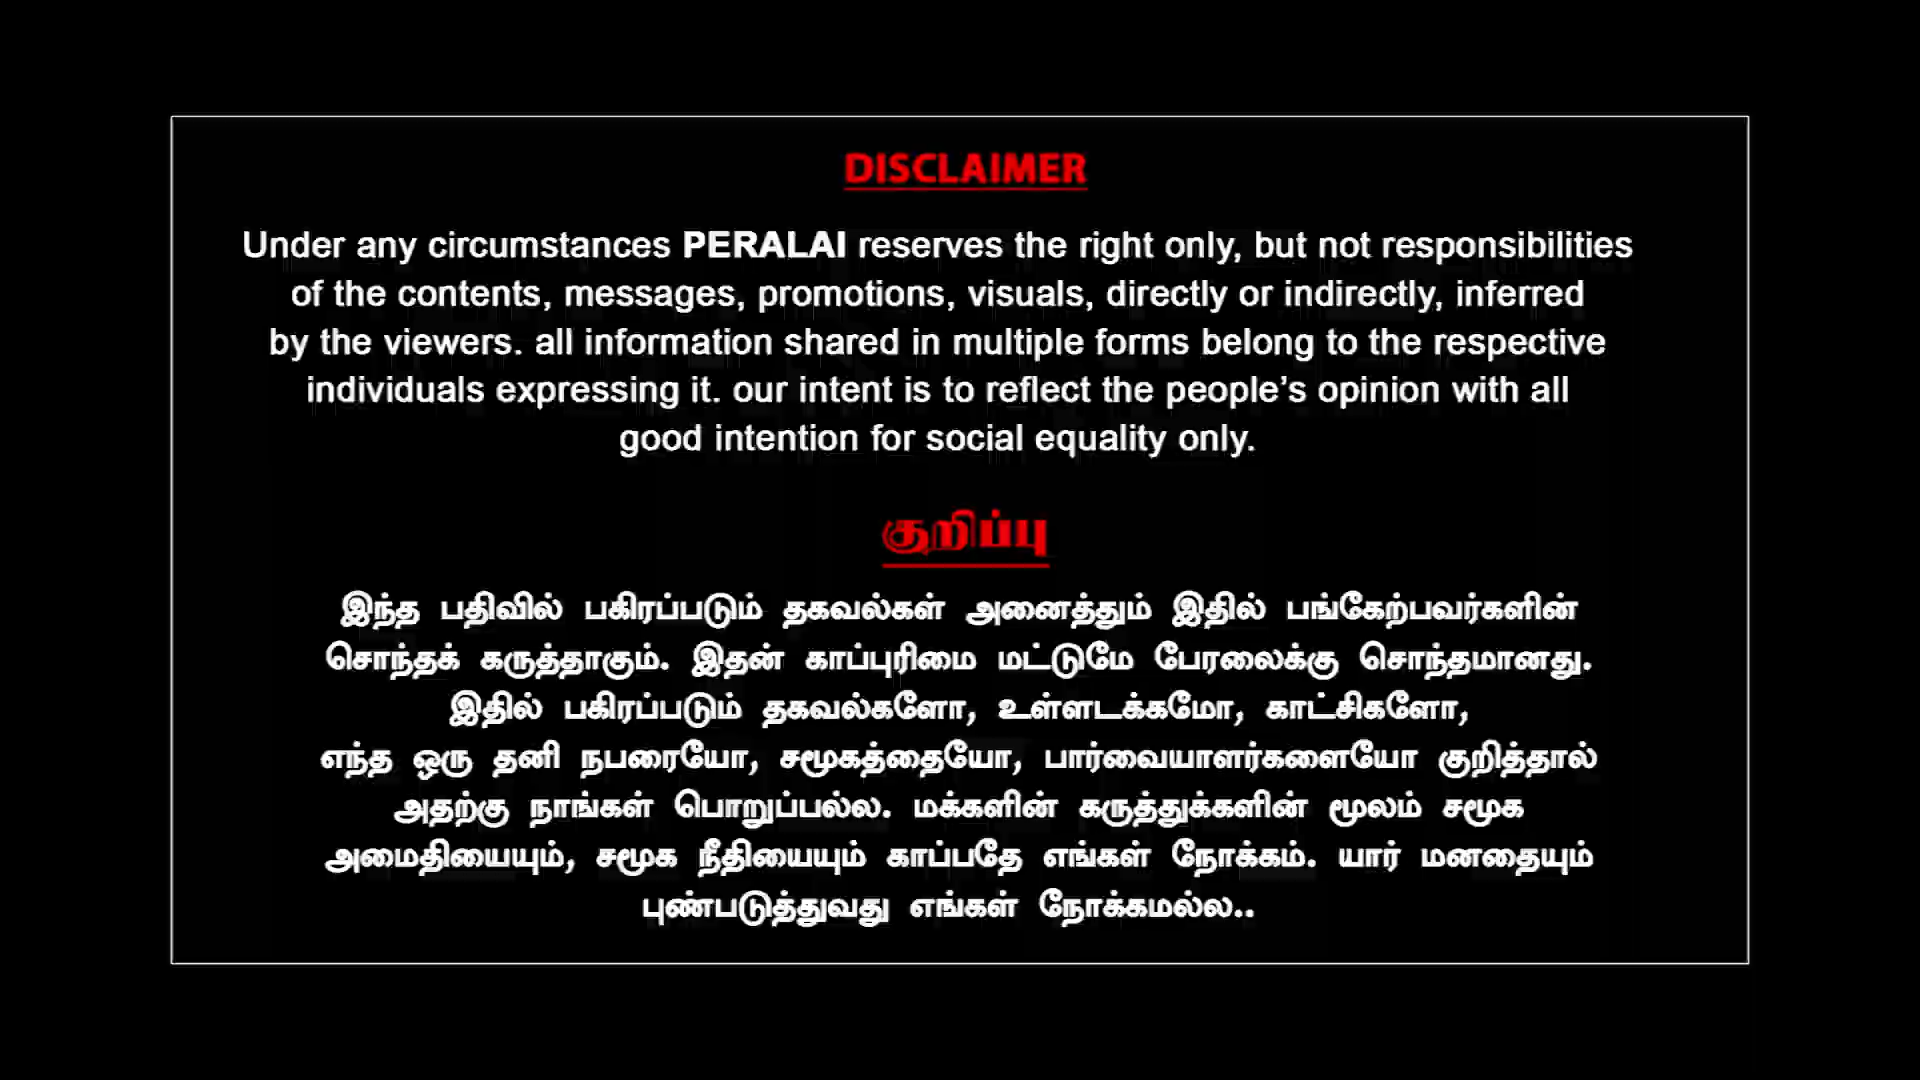 DISCLAIMER
Under any circumstances PERALAI reserves the right only, but not responsibilities
of the contents, messages, promotions, visuals, directly or indirectly, inferred
by the viewers. all information shared in multiple forms belong to the respective
individuals expressing it. our intent is to reflect the people’s opinion with all
good intention for social equality only.
குறிப்பு
இந்த பதிவில் பகிரப்படும் தகவல்கள் அனைத்தும் இதில் பங்கேற்பவர்களின்
சொந்தக் கருத்தாகும். இதன் காப்புரிமை மட்டுமே பேரலைக்கு சொந்தமானது.
இதில் பகிரப்படும் தகவல்களோ, உள்ளடக்கமோ, காட்சிகளோ,
எந்த ஒரு தனி நபரையோ, சமூகத்தையோ, பார்வையாளர்களையோ குறித்தால்
அதற்கு நாங்கள் பொறுப்பல்ல. மக்களின் கருத்துக்களின் மூலம் சமூக
அமைதியையும், சமூக நீதியையும் காப்பதே எங்கள் நோக்கம். யார் மனதையும்
புண்படுத்துவது எங்கள் நோக்கமல்ல..